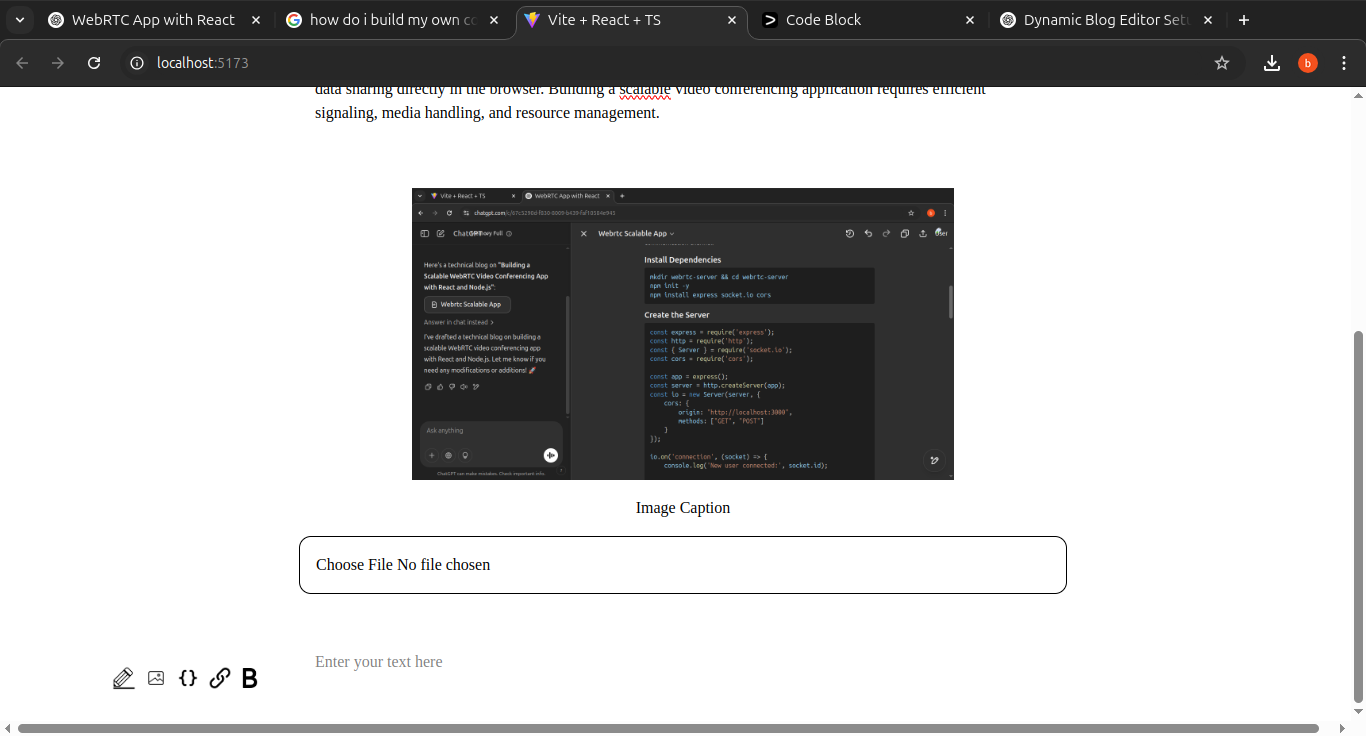 WebRTC App with React
how do i build my own co
Vite + React + TS
Code Block
Dynamic Blog Editor Setu
localhost:5173
b
data sharing directly in the browser. Building a scalable video conferencing application requires efficient
signaling, media handling, and resource management.
Vite + React + TS
WebRTC App with React
ChatGPT
Webrtc Scalable App
User
Here's a technical blog on "Building a
Scalable WebRTC Video Conferencing App
with React and Node.js":
Webrtc Scalable App
Answer in chat instead >
I've drafted a technical blog on building a
scalable WebRTC video conferencing app
with React and Node.js. Let me know if you
need any modifications or additions! 🚀
Ask anything
ChatGPT can make mistakes. Check important info.
Install Dependencies
mkdir webrtc-server && cd webrtc-server
npm init -y
npm install express socket.io cors
Create the Server
const express = require('express');
const http = require('http');
const { Server } = require('socket.io');
const cors = require('cors');
const app = express();
const server = http.createServer(app);
const io = new Server(server, {
cors: {
origin: "http://localhost:3000",
methods: ["GET", "POST"]
}
});
io.on('connection', (socket) => {
console.log('New user connected:', socket.id);
Image Caption
Choose File No file chosen
Enter your text here
{} B